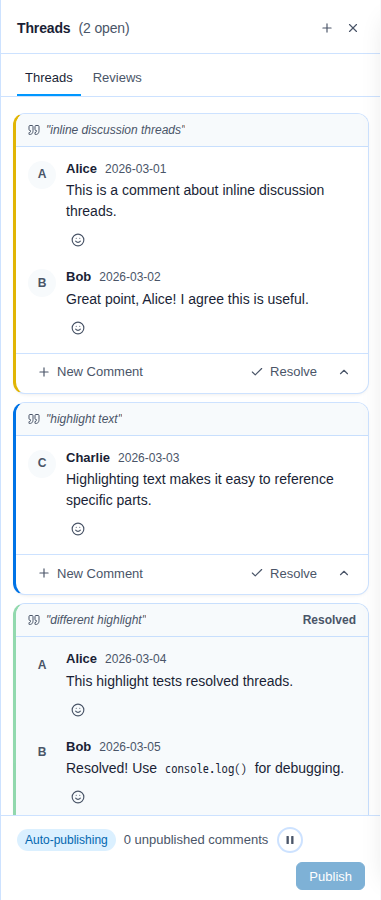 Threads (2 open)
Threads Reviews
"inline discussion threads"
A Alice 2026-03-01
This is a comment about inline discussion
threads.
B Bob 2026-03-02
Great point, Alice! I agree this is useful.
New Comment Resolve
"highlight text"
C Charlie 2026-03-03
Highlighting text makes it easy to reference
specific parts.
New Comment Resolve
"different highlight" Resolved
A Alice 2026-03-04
This highlight tests resolved threads.
B Bob 2026-03-05
Resolved! Use console.log() for debugging.
Auto-publishing 0 unpublished comments
Publish